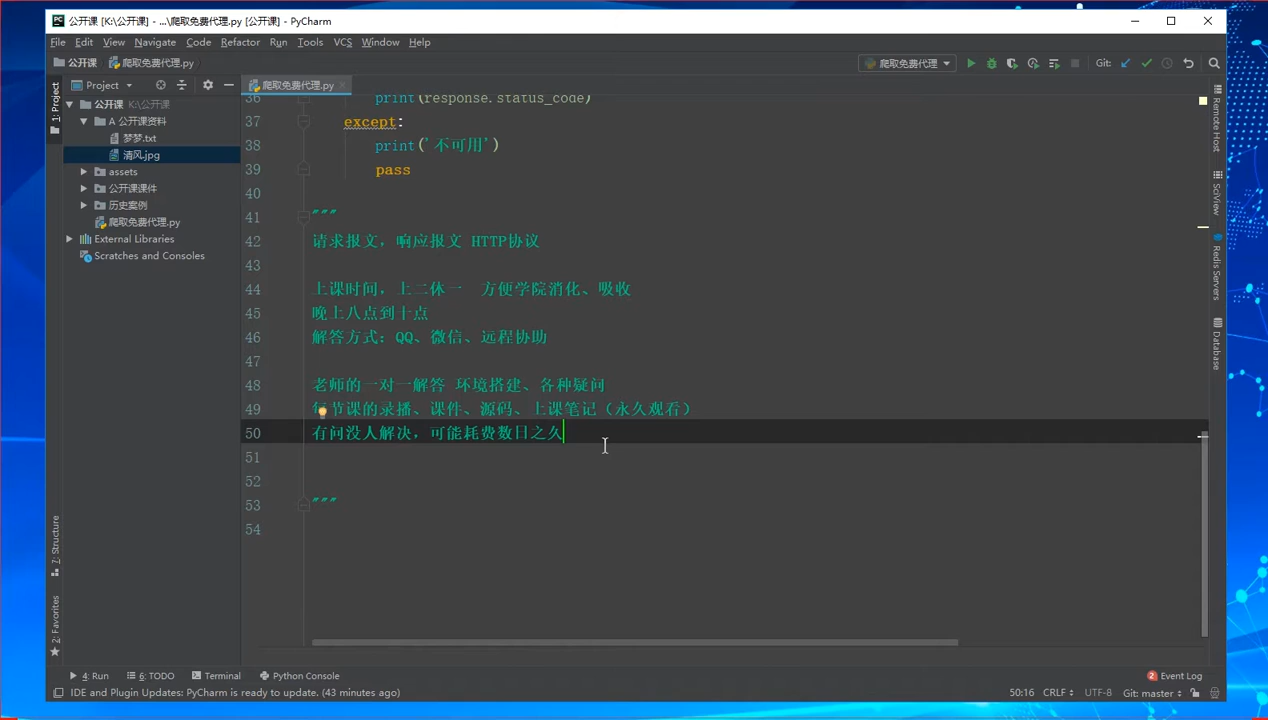 公开课 [K:\公开课] - ...\爬取免费代理.py [公开课] - PyCharm
File Edit View Navigate Code Refactor Run Tools VCS Window Help
公开课 爬取免费代理.py
爬取免费代理
Git:
1: Project
Project
爬取免费代理.py
公开课 K:\公开课
A 公开课资料
梦梦.txt
清风.jpg
assets
公开课课件
历史案例
爬取免费代理.py
External Libraries
Scratches and Consoles
36 print(response.status_code)
37 except:
38 print('不可用')
39 pass
40
41 """
42 请求报文，响应报文 HTTP协议
43
44 上课时间，上二休一 方便学院消化、吸收
45 晚上八点到十点
46 解答方式：QQ、微信、远程协助
47
48 老师的一对一解答 环境搭建、各种疑问
49 每节课的录播、课件、源码、上课笔记（永久观看）
50 有问没人解决，可能耗费数日之久
51
52
53 """
54
Remote Host
SciView
Redis Servers
Database
7: Structure
2: Favorites
4: Run 6: TODO Terminal Python Console
2 Event Log
IDE and Plugin Updates: PyCharm is ready to update. (43 minutes ago)
50:16 CRLF UTF-8 Git: master